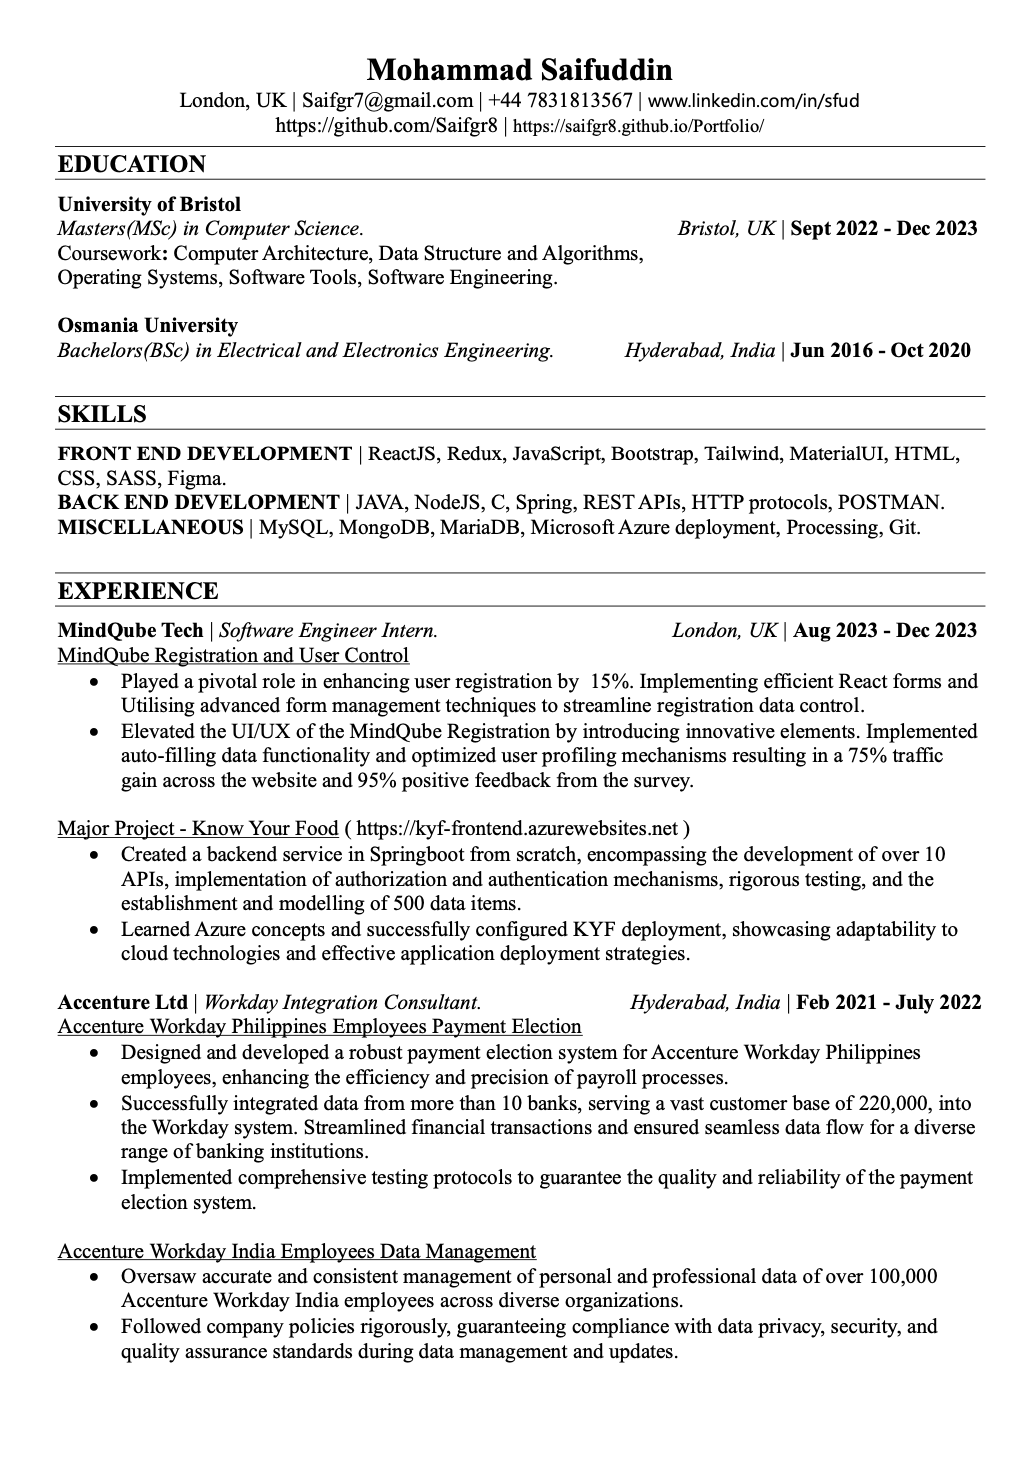 Mohammad Saifuddin
London, UK | Saifgr7@gmail.com | +44 7831813567 | www.linkedin.com/in/sfud
https://github.com/Saifgr8 | https://saifgr8.github.io/Portfolio/
EDUCATION
University of Bristol
Masters(MSc) in Computer Science. Bristol, UK | Sept 2022 - Dec 2023
Coursework: Computer Architecture, Data Structure and Algorithms,
Operating Systems, Software Tools, Software Engineering.
Osmania University
Bachelors(BSc) in Electrical and Electronics Engineering. Hyderabad, India | Jun 2016 - Oct 2020
SKILLS
FRONT END DEVELOPMENT | ReactJS, Redux, JavaScript, Bootstrap, Tailwind, MaterialUI, HTML,
CSS, SASS, Figma.
BACK END DEVELOPMENT | JAVA, NodeJS, C, Spring, REST APIs, HTTP protocols, POSTMAN.
MISCELLANEOUS | MySQL, MongoDB, MariaDB, Microsoft Azure deployment, Processing, Git.
EXPERIENCE
MindQube Tech | Software Engineer Intern. London, UK | Aug 2023 - Dec 2023
MindQube Registration and User Control
• Played a pivotal role in enhancing user registration by 15%. Implementing efficient React forms and
Utilising advanced form management techniques to streamline registration data control.
• Elevated the UI/UX of the MindQube Registration by introducing innovative elements. Implemented
auto-filling data functionality and optimized user profiling mechanisms resulting in a 75% traffic
gain across the website and 95% positive feedback from the survey.
Major Project - Know Your Food ( https://kyf-frontend.azurewebsites.net )
• Created a backend service in Springboot from scratch, encompassing the development of over 10
APIs, implementation of authorization and authentication mechanisms, rigorous testing, and the
establishment and modelling of 500 data items.
• Learned Azure concepts and successfully configured KYF deployment, showcasing adaptability to
cloud technologies and effective application deployment strategies.
Accenture Ltd | Workday Integration Consultant. Hyderabad, India | Feb 2021 - July 2022
Accenture Workday Philippines Employees Payment Election
• Designed and developed a robust payment election system for Accenture Workday Philippines
employees, enhancing the efficiency and precision of payroll processes.
• Successfully integrated data from more than 10 banks, serving a vast customer base of 220,000, into
the Workday system. Streamlined financial transactions and ensured seamless data flow for a diverse
range of banking institutions.
• Implemented comprehensive testing protocols to guarantee the quality and reliability of the payment
election system.
Accenture Workday India Employees Data Management
• Oversaw accurate and consistent management of personal and professional data of over 100,000
Accenture Workday India employees across diverse organizations.
• Followed company policies rigorously, guaranteeing compliance with data privacy, security, and
quality assurance standards during data management and updates.